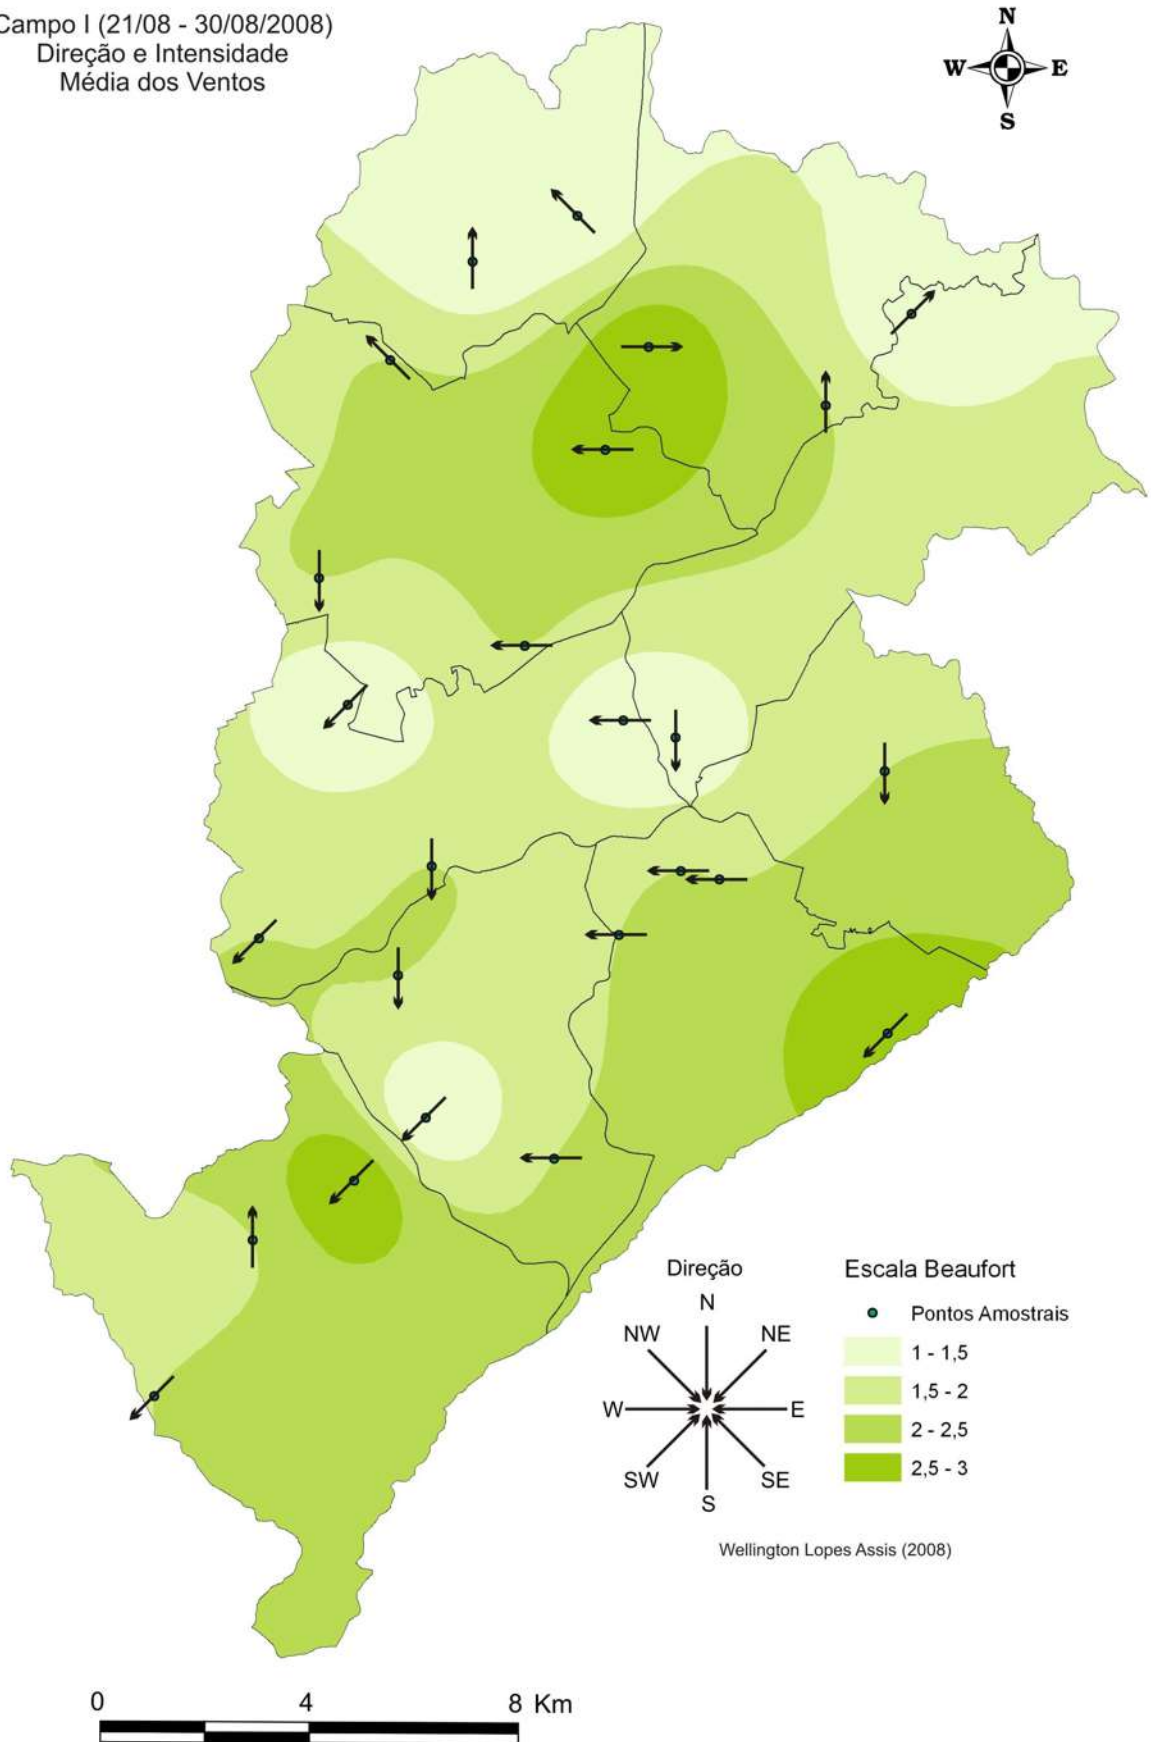 Campo I (21/08 - 30/08/2008)
Direção e Intensidade
Média dos Ventos
N
W E
S
Direção
N
NW NE
W E
SW SE
S
Escala Beaufort
Pontos Amostrais
1 - 1,5
1,5 - 2
2 - 2,5
2,5 - 3
Wellington Lopes Assis (2008)
0 4 8 Km